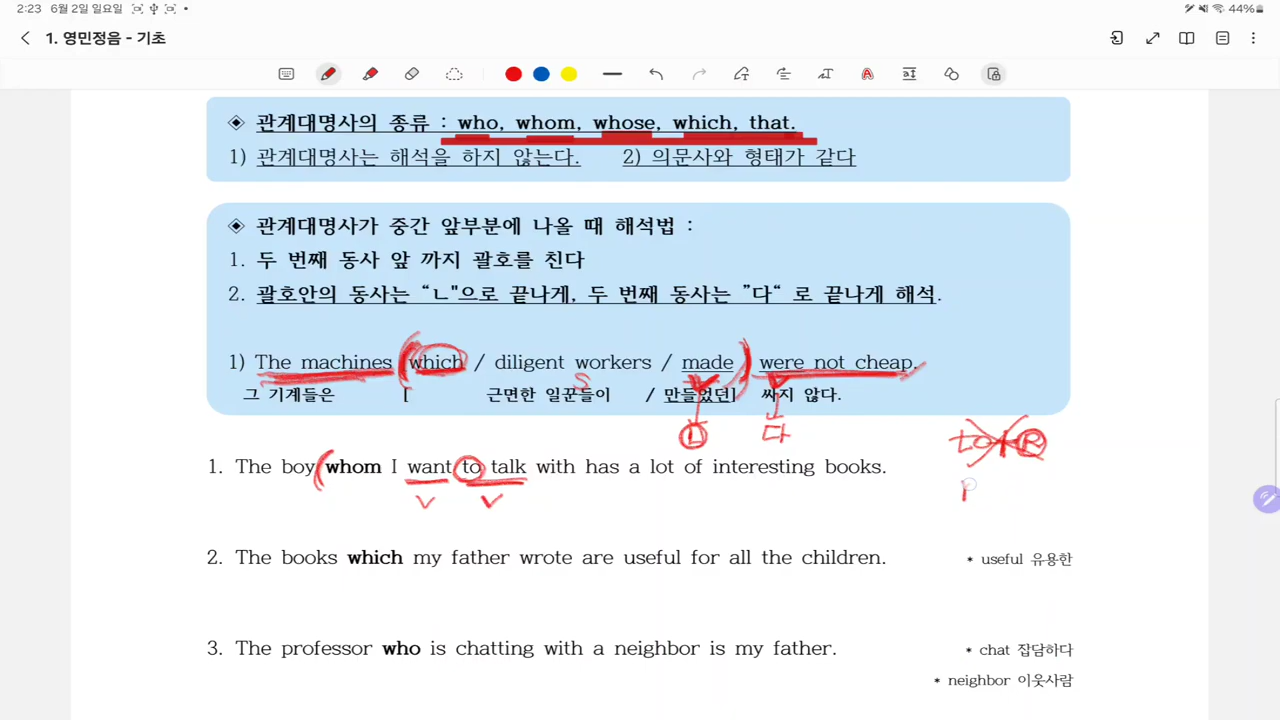 2:23 6월 2일 일요일 44%
1. 영민정음 - 기초
◈ 관계대명사의 종류 : who, whom, whose, which, that.
1) 관계대명사는 해석을 하지 않는다. 2) 의문사와 형태가 같다
◈ 관계대명사가 중간 앞부분에 나올 때 해석법 :
1. 두 번째 동사 앞 까지 괄호를 친다
2. 괄호안의 동사는 “ㄴ"으로 끝나게, 두 번째 동사는 ”다“ 로 끝나게 해석.
1) The machines (which / diligent workers / made) were not cheap.
S
그 기계들은 [ 근면한 일꾼들이 / 만들었던] 싸지 않다.
ㄴ 다
to+R
1. The boy (whom I want to talk with has a lot of interesting books.
V V
2. The books which my father wrote are useful for all the children. * useful 유용한
3. The professor who is chatting with a neighbor is my father. * chat 잡담하다
* neighbor 이웃사람